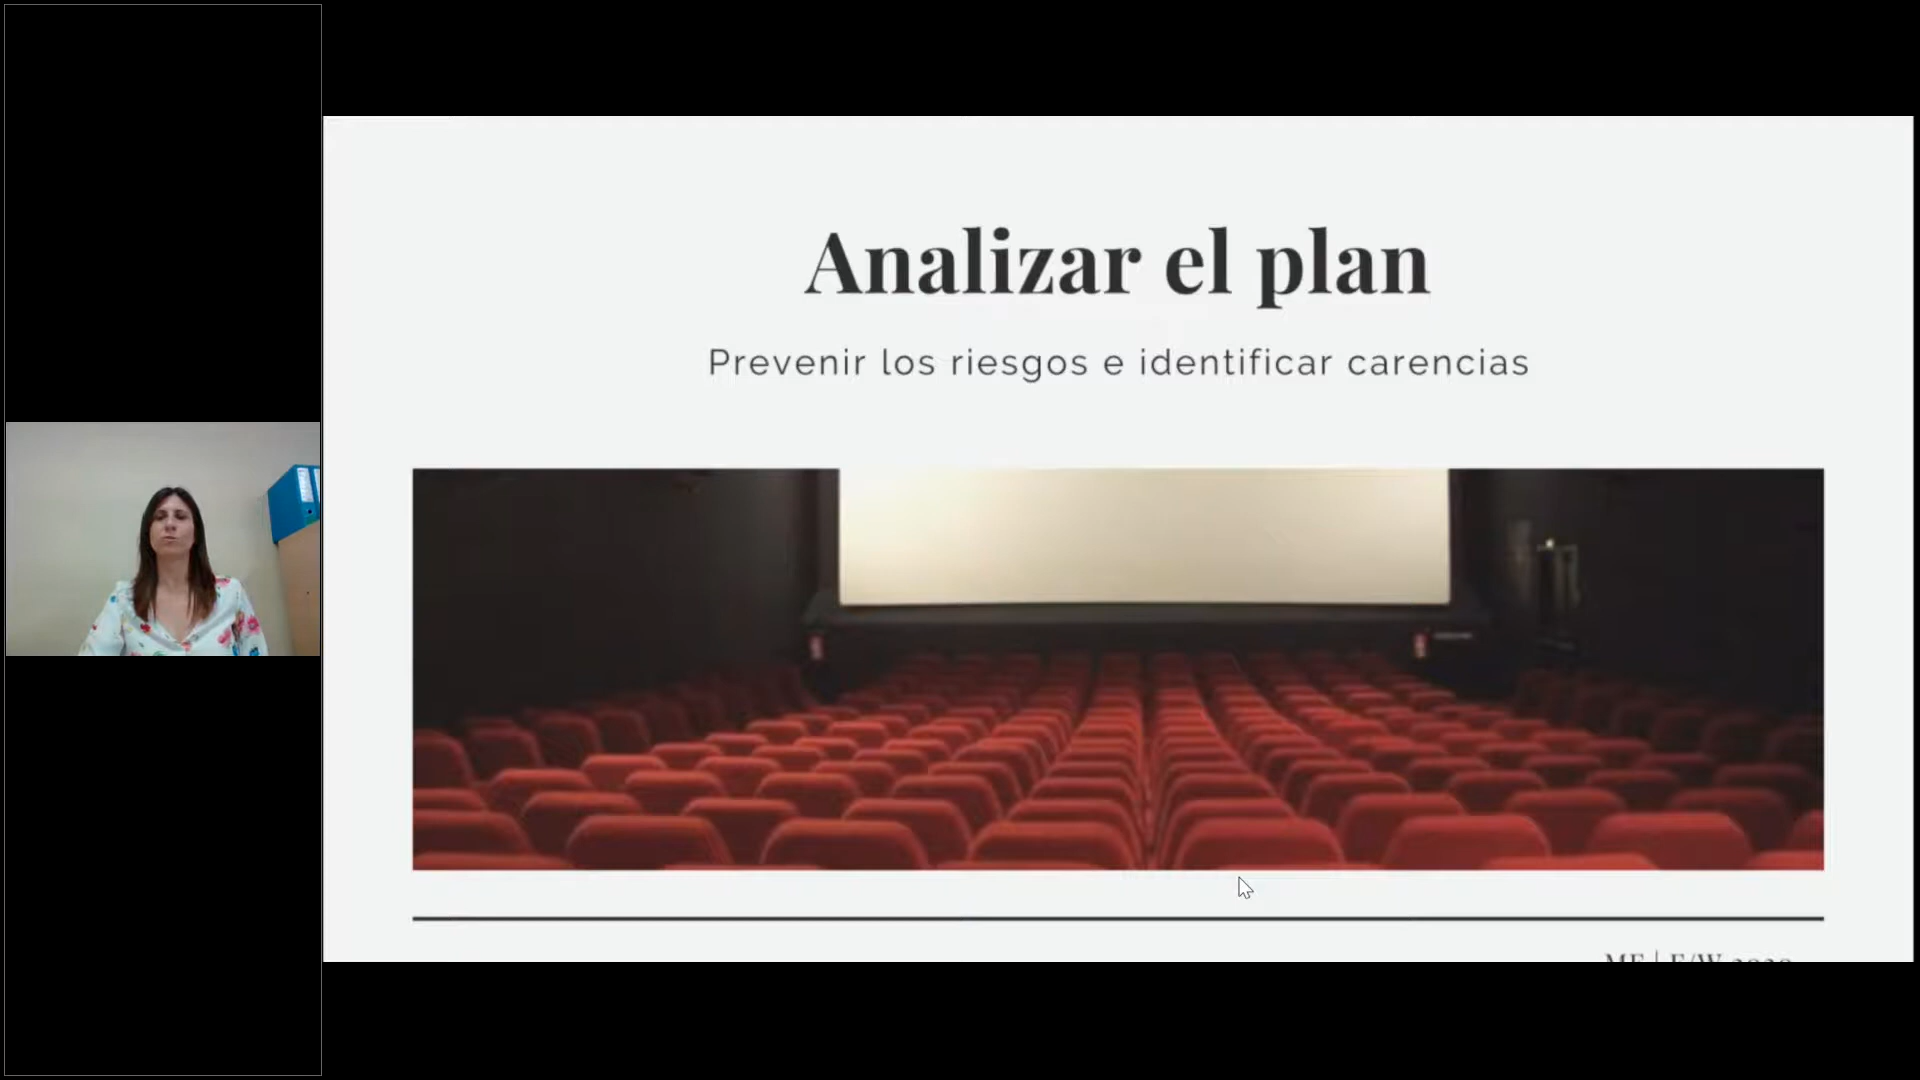 Analizar el plan
Prevenir los riesgos e identificar carencias